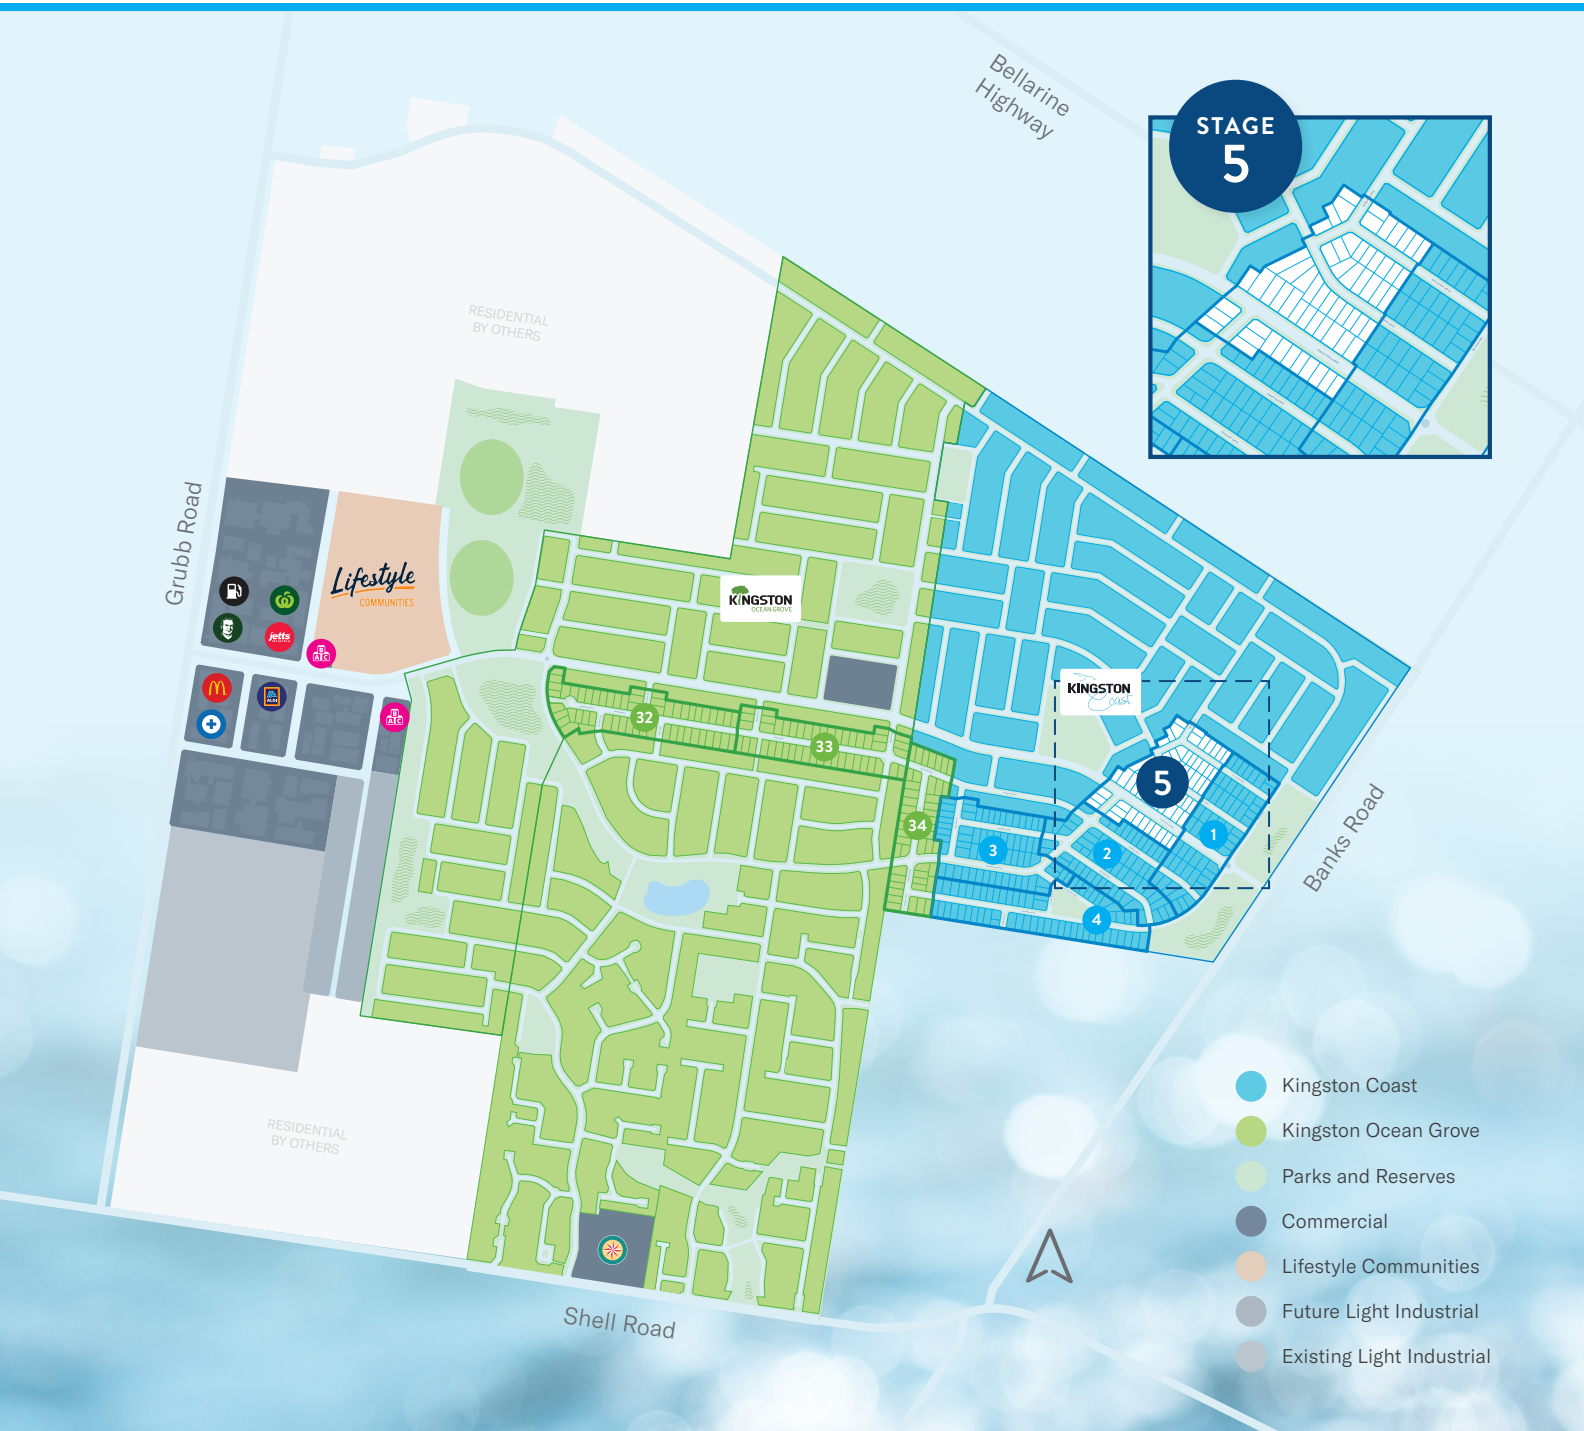 Bellarine
Highway
STAGE
5
RESIDENTIAL
BY OTHERS
Grubb Road
Lifestyle
COMMUNITIES
jetts
B
A C
ALDI
B
A C
KINGSTON
OCEAN GROVE
KINGSTON
Coast
32
33
34
5
1
2
3
4
Banks Road
RESIDENTIAL
BY OTHERS
Shell Road
Kingston Coast
Kingston Ocean Grove
Parks and Reserves
Commercial
Lifestyle Communities
Future Light Industrial
Existing Light Industrial